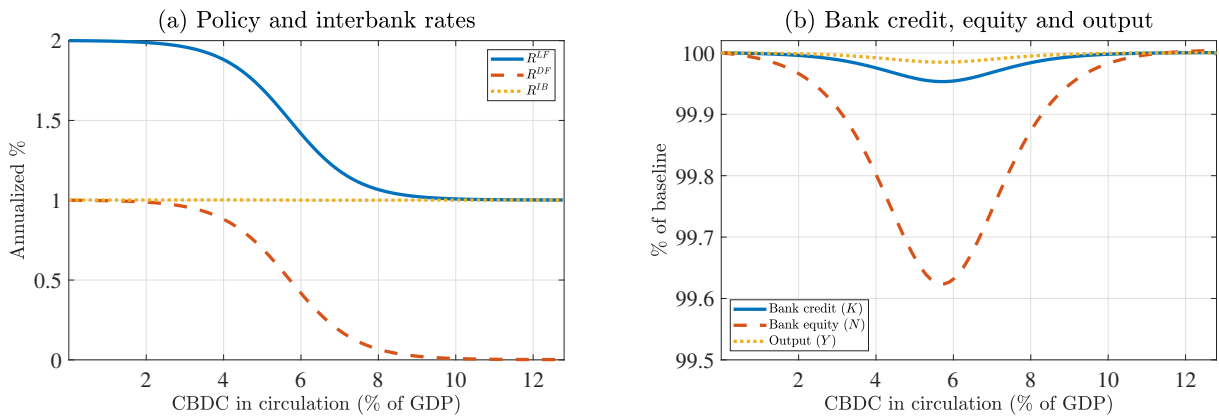 (a) Policy and interbank rates
Annualized %
2
1.5
1
0.5
0
R^{LF}
R^{DF}
R^{IB}
2 4 6 8 10 12
CBDC in circulation (% of GDP)
(b) Bank credit, equity and output
% of baseline
100
99.9
99.8
99.7
99.6
99.5
Bank credit (K)
Bank equity (N)
Output (Y)
2 4 6 8 10 12
CBDC in circulation (% of GDP)